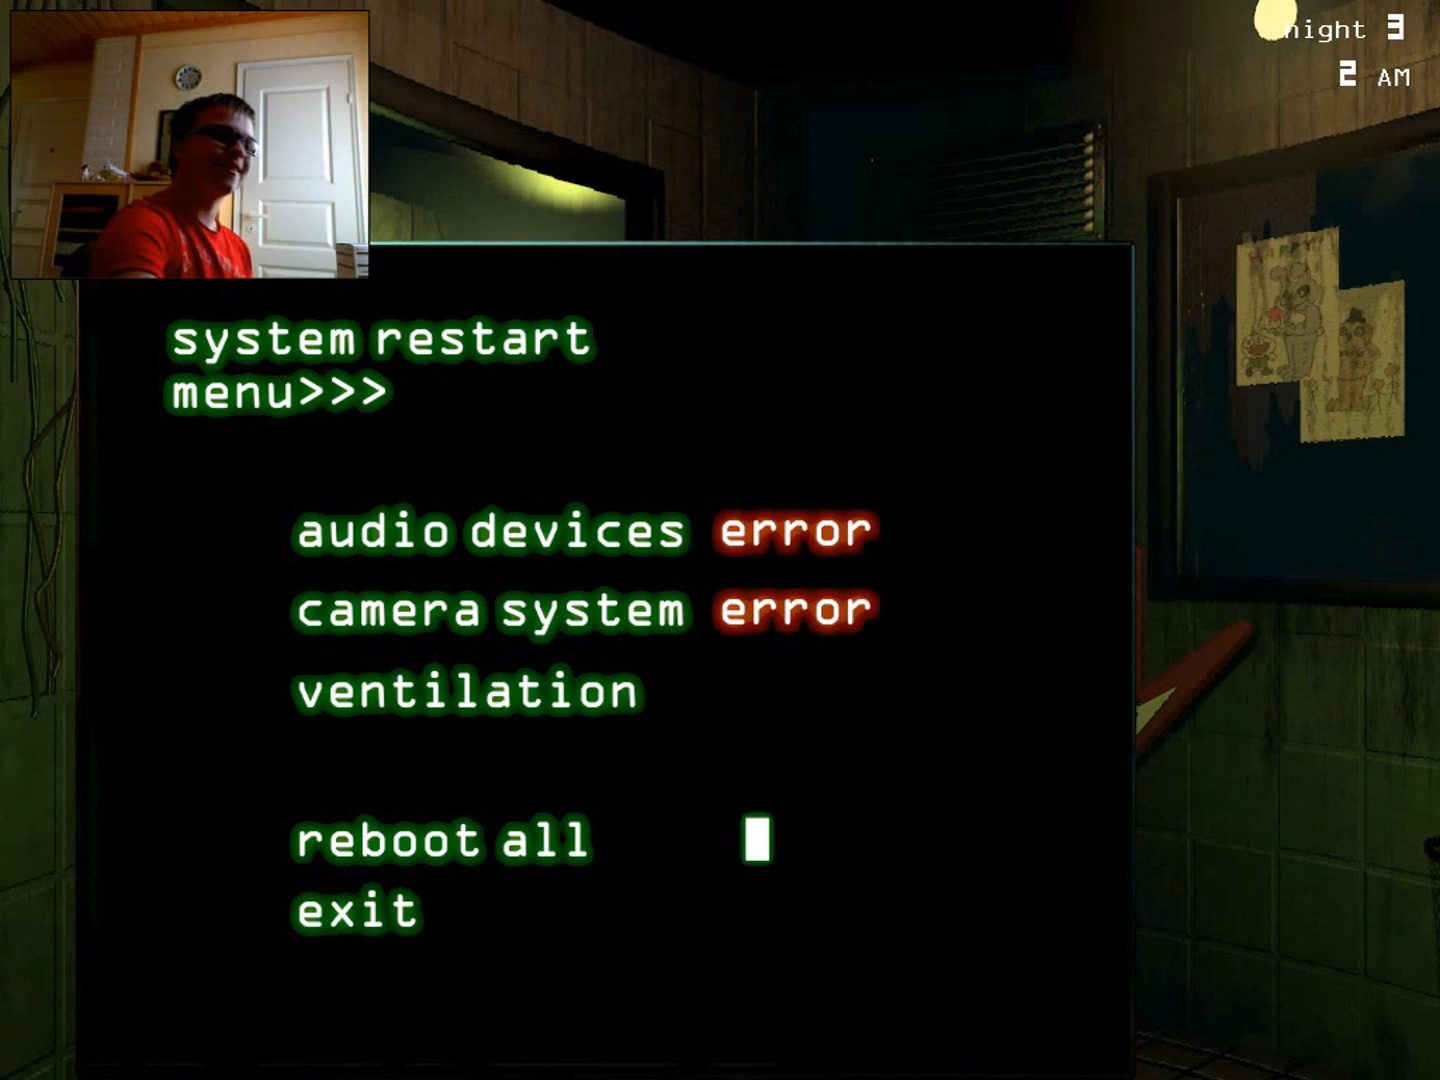 night 3
2 AM
system restart
menu>>>
audio devices error
camera system error
ventilation
reboot all
exit